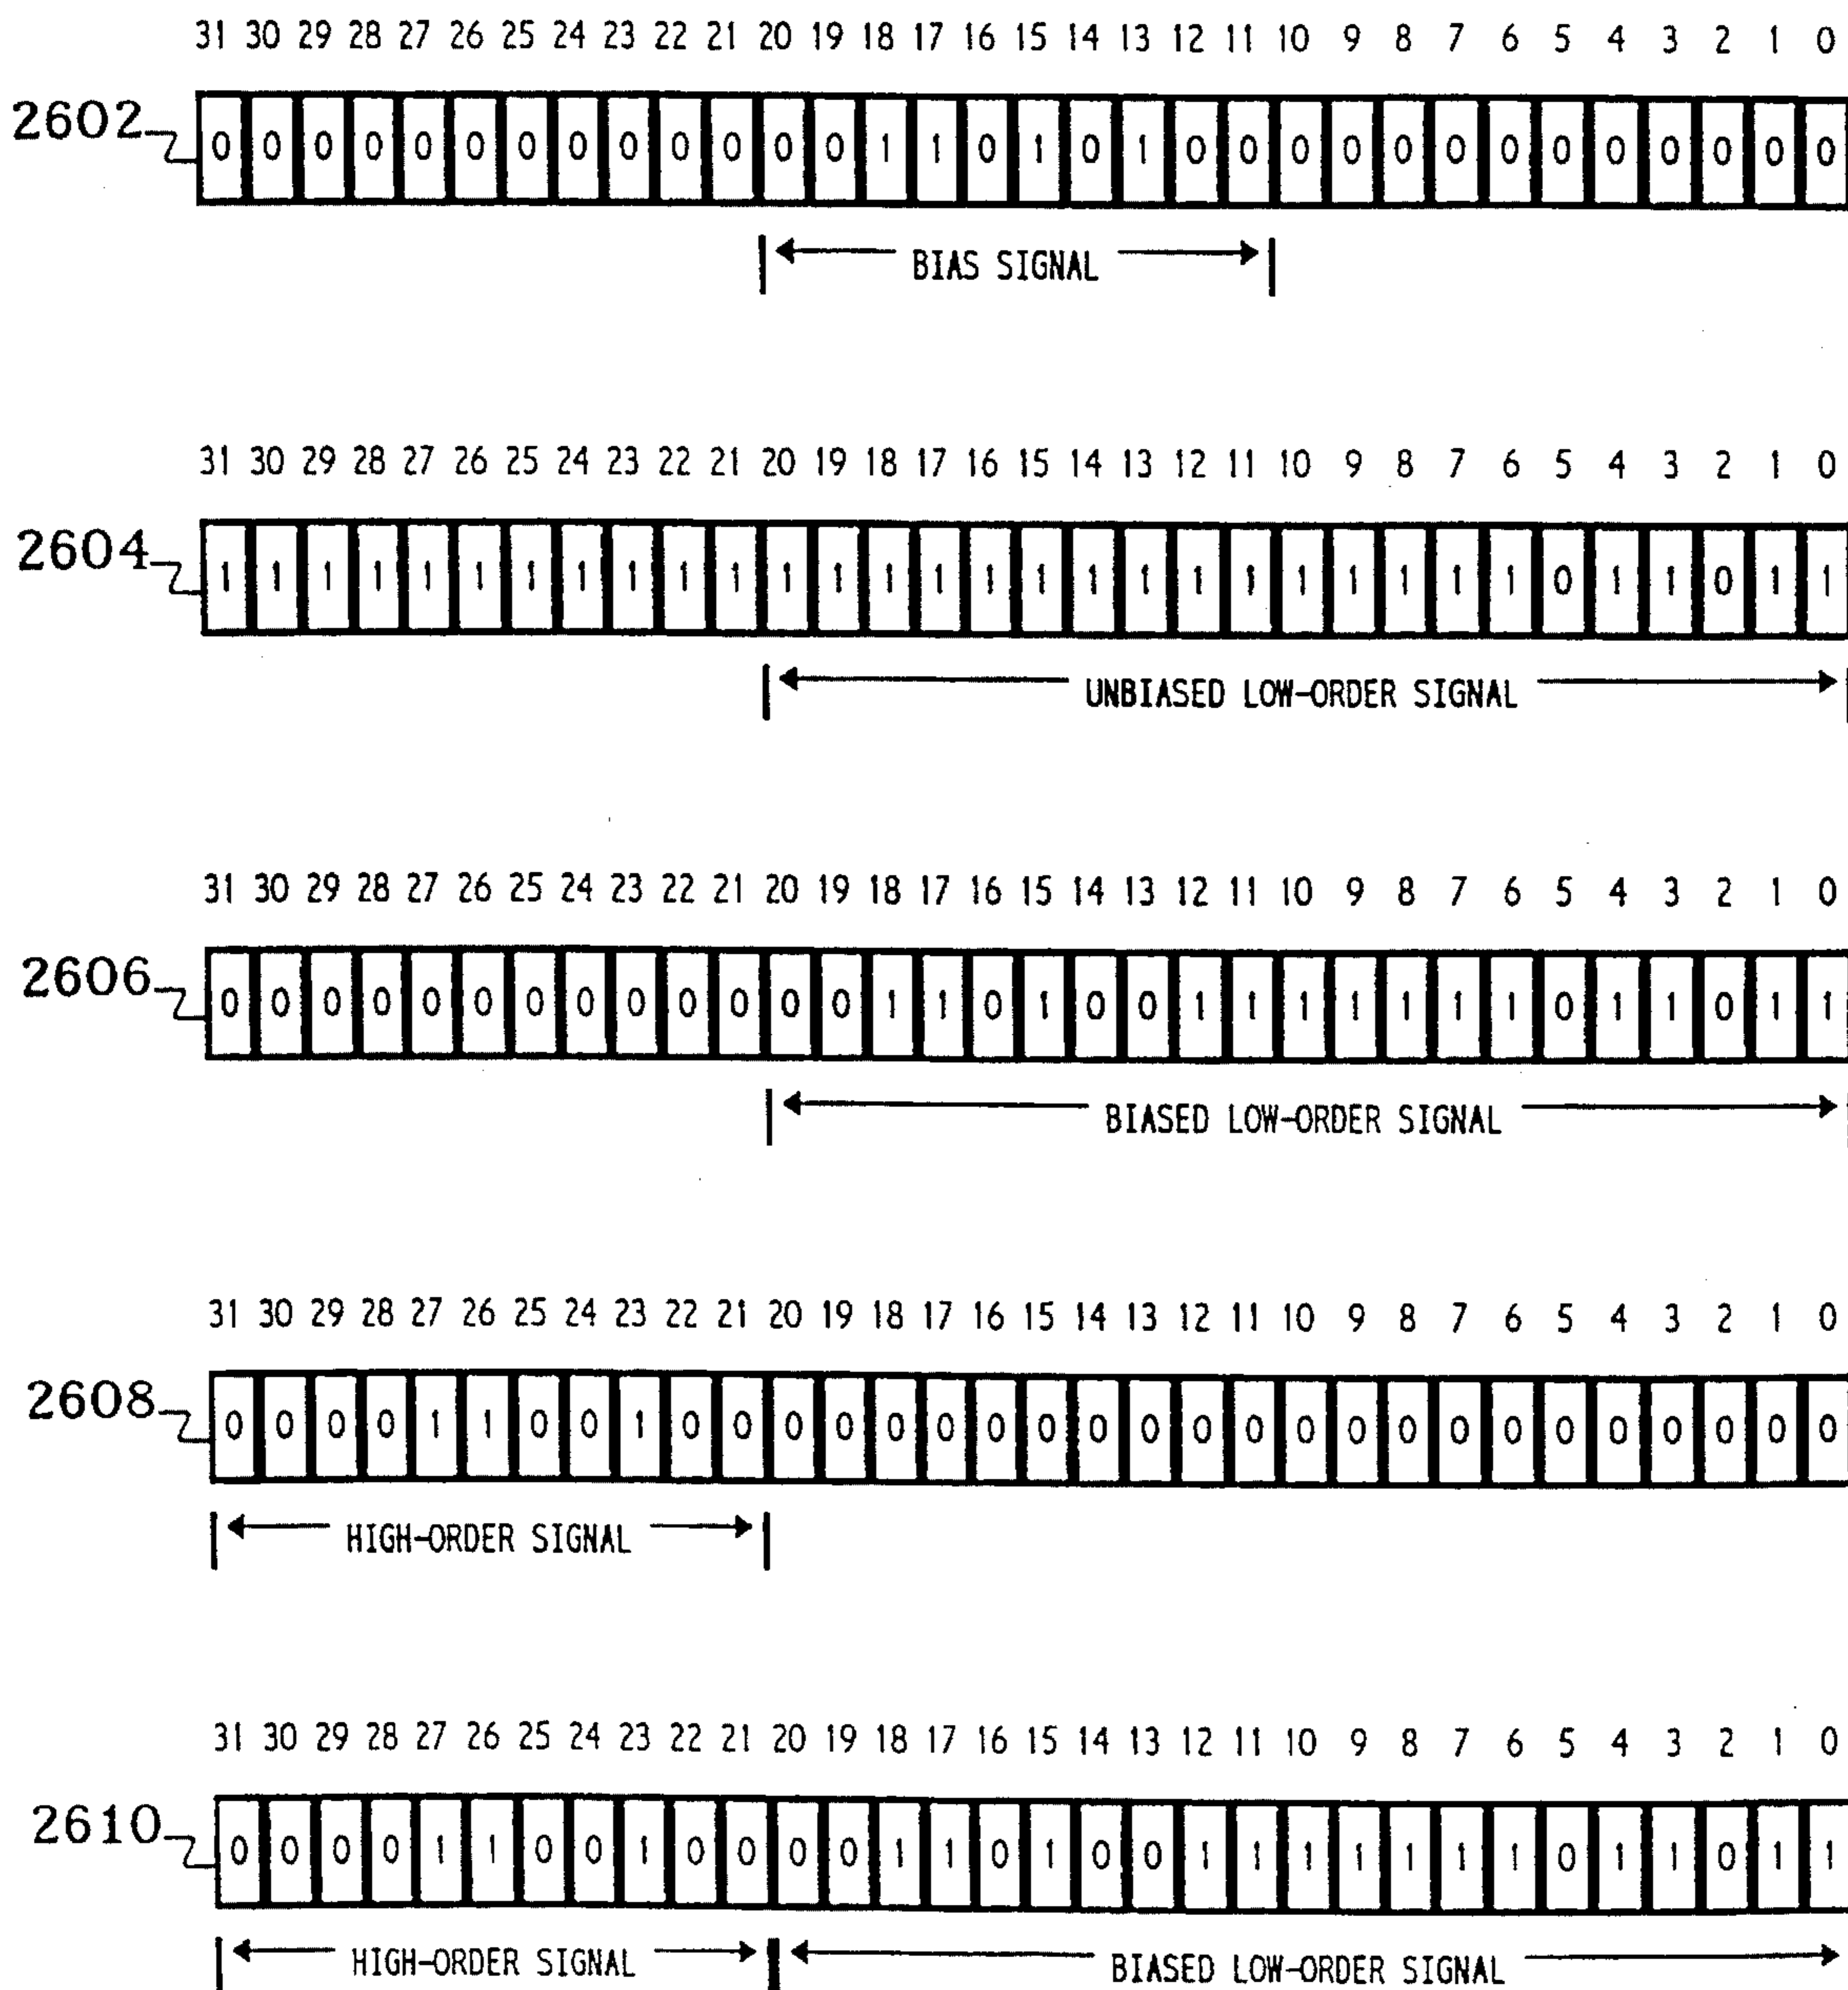 31 30 29 28 27 26 25 24 23 22 21 20 19 18 17 16 15 14 13 12 11 10 9 8 7 6 5 4 3 2 1 0
2602 0 0 0 0 0 0 0 0 0 0 0 0 0 1 1 0 1 0 1 0 0 0 0 0 0 0 0 0 0 0 0 0
BIAS SIGNAL
31 30 29 28 27 26 25 24 23 22 21 20 19 18 17 16 15 14 13 12 11 10 9 8 7 6 5 4 3 2 1 0
2604 1 1 1 1 1 1 1 1 1 1 1 1 1 1 1 1 1 1 1 1 1 1 1 1 1 1 0 1 1 0 1 1
UNBIASED LOW-ORDER SIGNAL
31 30 29 28 27 26 25 24 23 22 21 20 19 18 17 16 15 14 13 12 11 10 9 8 7 6 5 4 3 2 1 0
2606 0 0 0 0 0 0 0 0 0 0 0 0 0 1 1 0 1 0 0 1 1 1 1 1 1 1 0 1 1 0 1 1
BIASED LOW-ORDER SIGNAL
31 30 29 28 27 26 25 24 23 22 21 20 19 18 17 16 15 14 13 12 11 10 9 8 7 6 5 4 3 2 1 0
2608 0 0 0 0 1 1 0 0 1 0 0 0 0 0 0 0 0 0 0 0 0 0 0 0 0 0 0 0 0 0 0 0
HIGH-ORDER SIGNAL
31 30 29 28 27 26 25 24 23 22 21 20 19 18 17 16 15 14 13 12 11 10 9 8 7 6 5 4 3 2 1 0
2610 0 0 0 0 1 1 0 0 1 0 0 0 0 1 1 0 1 0 0 1 1 1 1 1 1 1 0 1 1 0 1 1
HIGH-ORDER SIGNAL BIASED LOW-ORDER SIGNAL